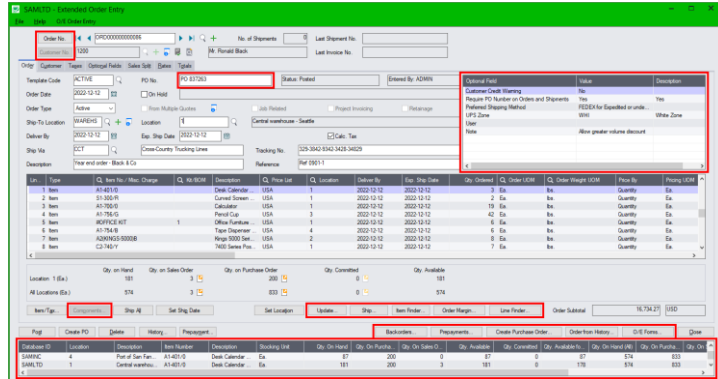 SAMLTD - Extended Order Entry
File Help O/E Order Entry
Order No. ORD000000000086 No. of Shipments 0 Last Shipment No.
Customer No. 1200 Mr. Ronald Black Last Invoice No.
Order Customer Taxes Optional Fields Sales Split Rates Totals
Template Code ACTIVE PO No. PO 837263 Status: Posted Entered By: ADMIN
Order Date 2022-12-12 On Hold
Order Type Active From Multiple Quotes Job Related Project Invoicing Retainage
Ship-To Location WAREHS Location 1 Central warehouse - Seattle
Deliver By 2022-12-12 Exp. Ship Date 2022-12-12 Calc. Tax
Ship Via CCT Cross-Country Trucking Lines Tracking No. 329-3042-5342-3428-34029
Description Year end order - Black & Co Reference Ref 0901-1
Optional Field Value Description
Customer Credit Warning No
Require PO Number on Orders and Shipments Yes Yes
Preferred Shipping Method FEDEX for Expedited or unde...
UPS Zone WHI White Zone
User
Note Allow greater volume discount
Lin... Type Item No. / Misc. Charge Kit/BOM Description Price List Location Deliver By Exp. Ship Date Qty. Ordered Order UOM Order Weight UOM Price By Pricing UOM
1 Item A1-401/0 Desk Calendar ... USA 1 2022-12-12 2022-12-12 3 Ea. lbs. Quantity Ea.
2 Item S1-300/R Curved Screen ... USA 1 2022-12-12 2022-12-12 2 Ea. lbs. Quantity Ea.
3 Item A1-700/0 Calculator USA 1 2022-12-12 2022-12-12 19 Ea. lbs. Quantity Ea.
4 Item A1-756/G Pencil Cup USA 3 2022-12-12 2022-12-12 42 Ea. lbs. Quantity Ea.
5 Item #OFFICE KIT 1 Office Furniture ... USA 1 2022-12-12 2022-12-12 Ea. lbs. Quantity Ea.
6 Item A1-754/B Tape Dispenser ... USA 4 2022-12-12 2022-12-12 Ea. lbs. Quantity Ea.
7 Item A2(KINGS-5000)B Kings 5000 Seri... USA 2 2022-12-12 2022-12-12 Ea. lbs. Quantity Ea.
8 Item C2-740/Y 7400 Series Pos... USA 1 2022-12-12 2022-12-12 Ea. lbs. Quantity Ea.
Qty. on Hand Qty. on Sales Order Qty. on Purchase Order Qty. Committed Qty. Available
Location 1 (Ea.) 181 3 200 0 181
All Locations (Ea.) 574 3 833 0 574
Item/Tax... Components... Ship All Set Ship Date Set Location Update... Ship... Item Finder... Order Margin... Line Finder... Order Subtotal 16,734.27 USD
Post Create PO Delete History... Prepayment... Backorders... Prepayments... Create Purchase Order... Order from History... O/E Forms... Close
Database ID Location Description Item Number Description Stocking Unit Qty. On Hand Qty. On Purcha... Qty. On Sales O... Qty. Available Qty. Committed Qty. Available fo... Qty. On Hand (All) Qty. On Purcha... Qty. On
SAMINC 4 Port of San Fran... A1-401/0 Desk Calendar ... Ea. 87 200 0 87 0 87 574 833
SAMLTD 1 Central warehou... A1-401/0 Desk Calendar ... Ea. 181 200 3 181 0 178 574 833